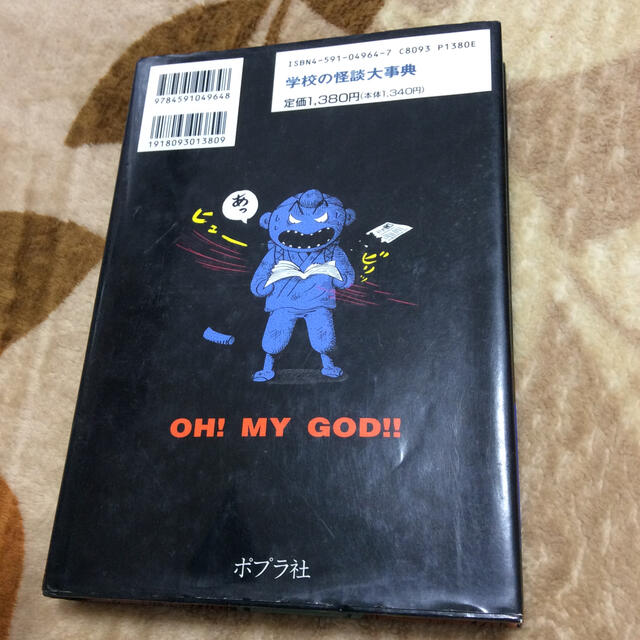 ISBN4-591-04964-7 C8093 P1380E
学校の怪談大事典
定価1,380円(本体1,340円)
9784591049648
1918093013809
あっ
ヒュー
ビリッ
OH! MY GOD!!
ポプラ社